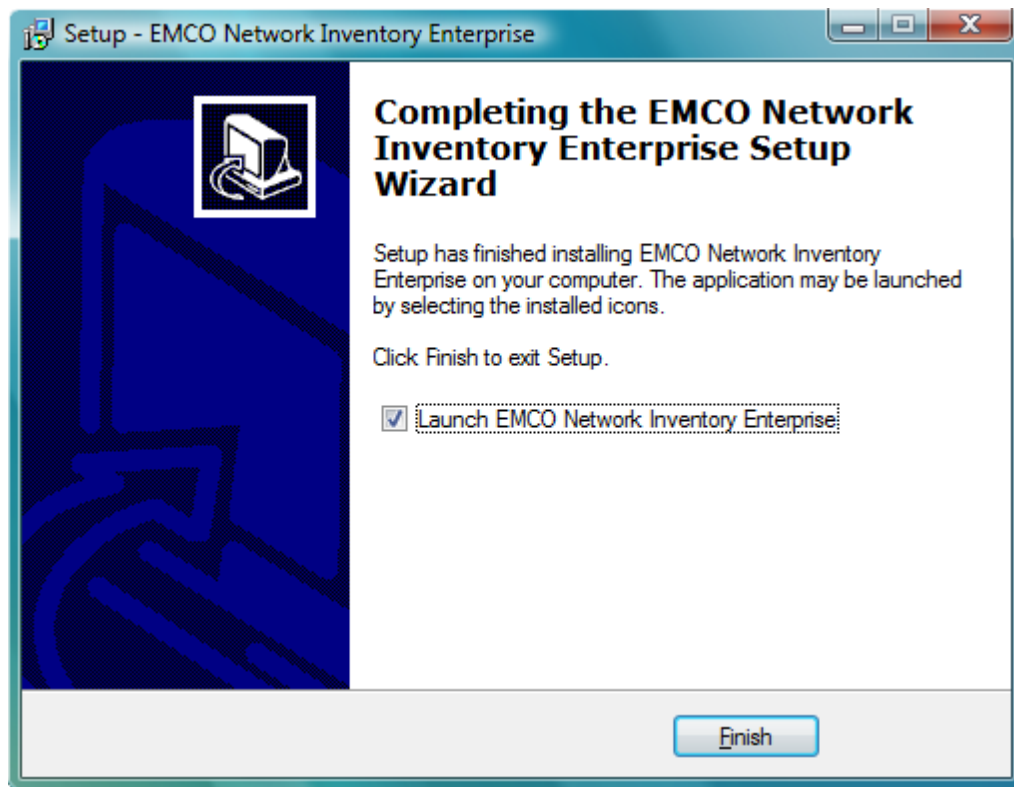 Setup - EMCO Network Inventory Enterprise
Completing the EMCO Network
Inventory Enterprise Setup
Wizard
Setup has finished installing EMCO Network Inventory
Enterprise on your computer. The application may be launched
by selecting the installed icons.
Click Finish to exit Setup.
Launch EMCO Network Inventory Enterprise
Finish